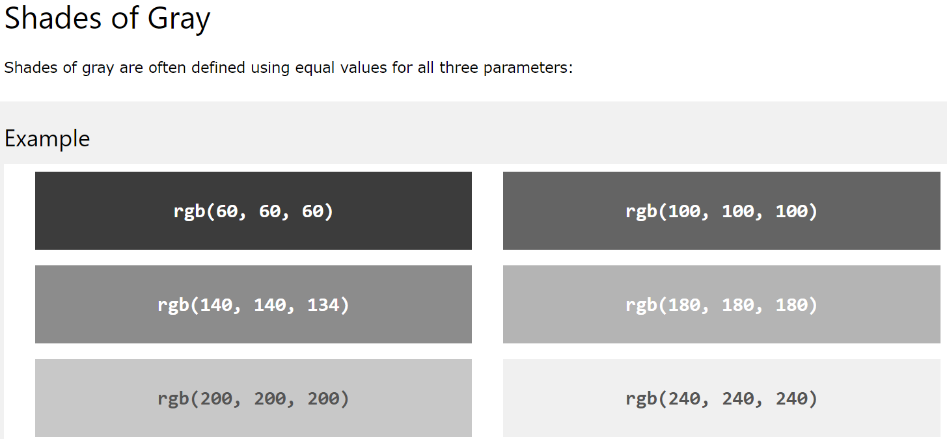 Shades of Gray
Shades of gray are often defined using equal values for all three parameters:
Example
rgb(60, 60, 60)
rgb(100, 100, 100)
rgb(140, 140, 134)
rgb(180, 180, 180)
rgb(200, 200, 200)
rgb(240, 240, 240)